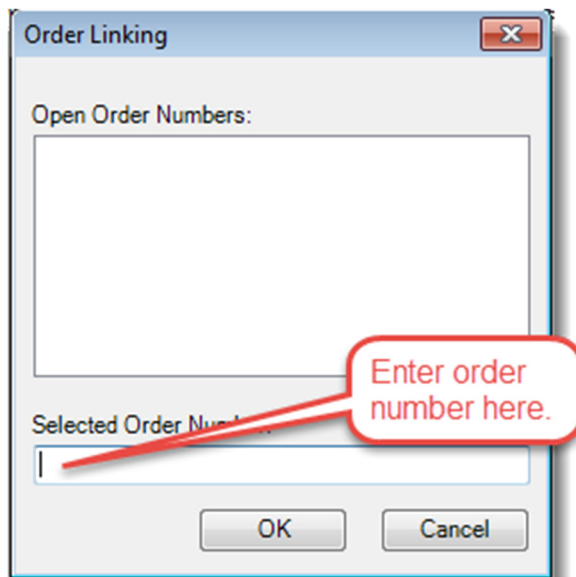 Order Linking
Open Order Numbers:
Enter order
number here.
Selected Order
OK
Cancel